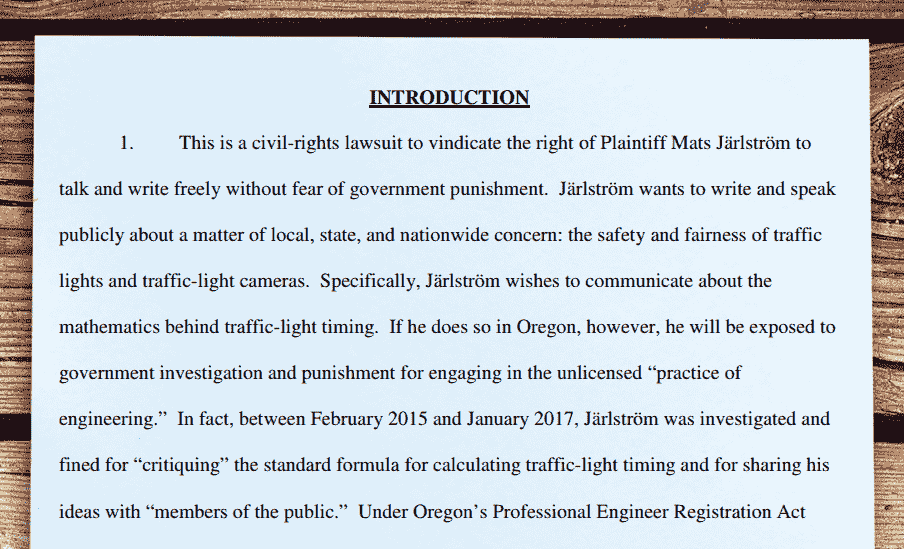 INTRODUCTION
1. This is a civil-rights lawsuit to vindicate the right of Plaintiff Mats Järlström to
talk and write freely without fear of government punishment. Järlström wants to write and speak
publicly about a matter of local, state, and nationwide concern: the safety and fairness of traffic
lights and traffic-light cameras. Specifically, Järlström wishes to communicate about the
mathematics behind traffic-light timing. If he does so in Oregon, however, he will be exposed to
government investigation and punishment for engaging in the unlicensed “practice of
engineering.” In fact, between February 2015 and January 2017, Järlström was investigated and
fined for “critiquing” the standard formula for calculating traffic-light timing and for sharing his
ideas with “members of the public.” Under Oregon’s Professional Engineer Registration Act